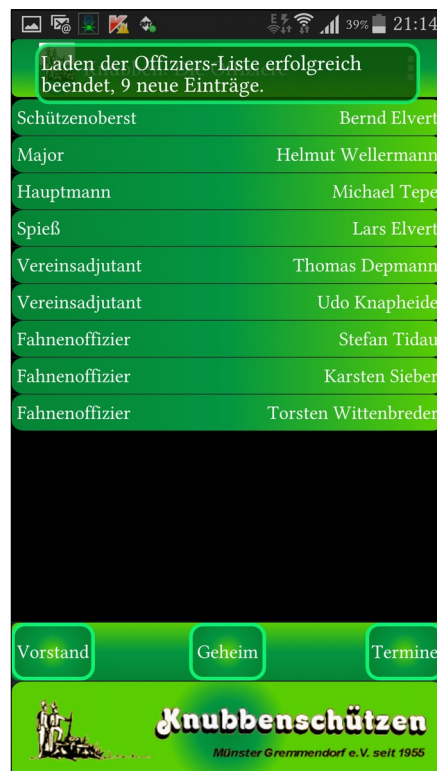 39% 21:14
Laden der Offiziers-Liste erfolgreich
beendet, 9 neue Einträge.
Schützenoberst Bernd Elvert
Major Helmut Wellermann
Hauptmann Michael Tepe
Spieß Lars Elvert
Vereinsadjutant Thomas Depmann
Vereinsadjutant Udo Knapheide
Fahnenoffizier Stefan Tidau
Fahnenoffizier Karsten Sieber
Fahnenoffizier Torsten Wittenbreder
Vorstand Geheim Termine
Knubbenschützen
Münster Gremmendorf e.V. seit 1955